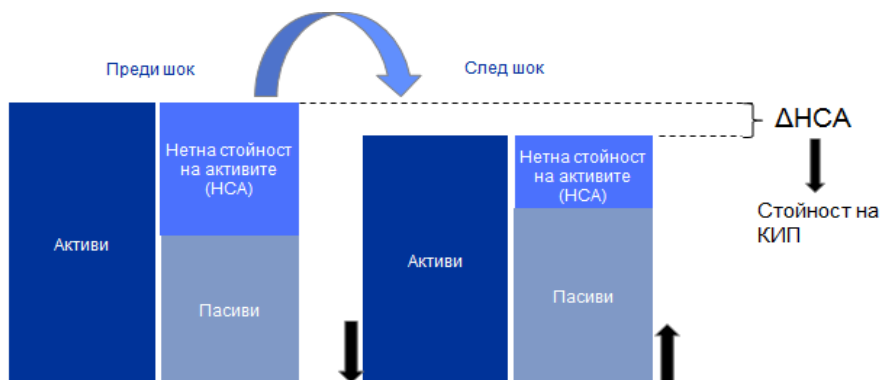 Преди шок
След шок
ΔНСА
Нетна стойност
на активите
(НСА)
Нетна стойност
на активите
(НСА)
Стойност на
КИП
Активи
Активи
Пасиви
Пасиви